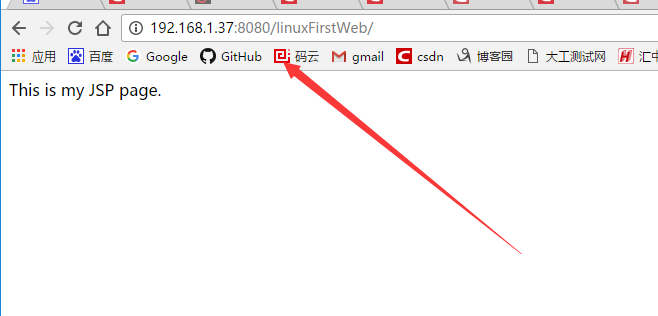 192.168.1.37:8080/linuxFirstWeb/
应用 百度 Google GitHub 码云 gmail csdn 博客园 大工测试网 汇中
This is my JSP page.